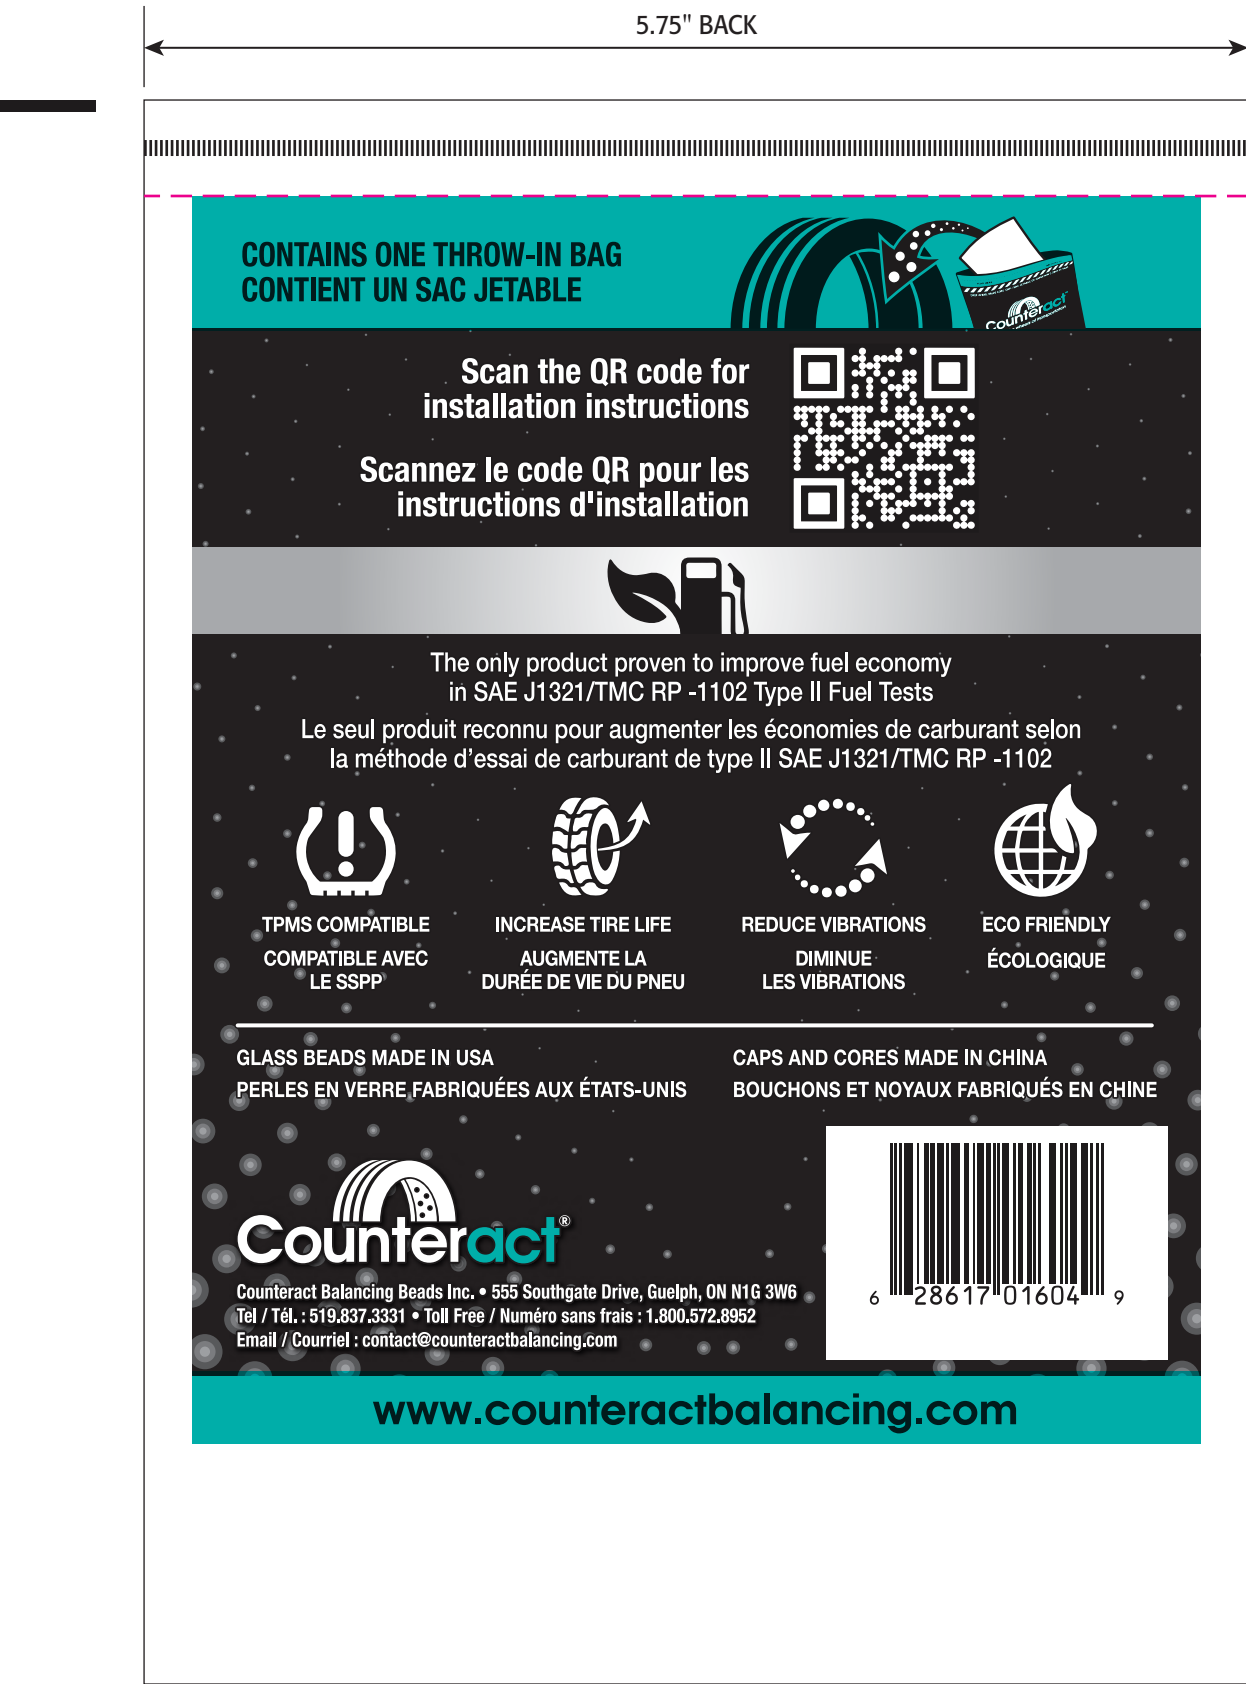 5.75" BACK
CONTAINS ONE THROW-IN BAG
CONTIENT UN SAC JETABLE
Counteract
Scan the QR code for
installation instructions
Scannez le code QR pour les
instructions d'installation
The only product proven to improve fuel economy
in SAE J1321/TMC RP -1102 Type II Fuel Tests
Le seul produit reconnu pour augmenter les économies de carburant selon
la méthode d’essai de carburant de type II SAE J1321/TMC RP -1102
TPMS COMPATIBLE
COMPATIBLE AVEC
LE SSPP
INCREASE TIRE LIFE
AUGMENTE LA
DURÉE DE VIE DU PNEU
REDUCE VIBRATIONS
DIMINUE
LES VIBRATIONS
ECO FRIENDLY
ÉCOLOGIQUE
GLASS BEADS MADE IN USA
PERLES EN VERRE FABRIQUÉES AUX ÉTATS-UNIS
CAPS AND CORES MADE IN CHINA
BOUCHONS ET NOYAUX FABRIQUÉS EN CHINE
Counteract®
Counteract Balancing Beads Inc. • 555 Southgate Drive, Guelph, ON N1G 3W6
Tel / Tél. : 519.837.3331 • Toll Free / Numéro sans frais : 1.800.572.8952
Email / Courriel : contact@counteractbalancing.com
6 28617 01604 9
www.counteractbalancing.com